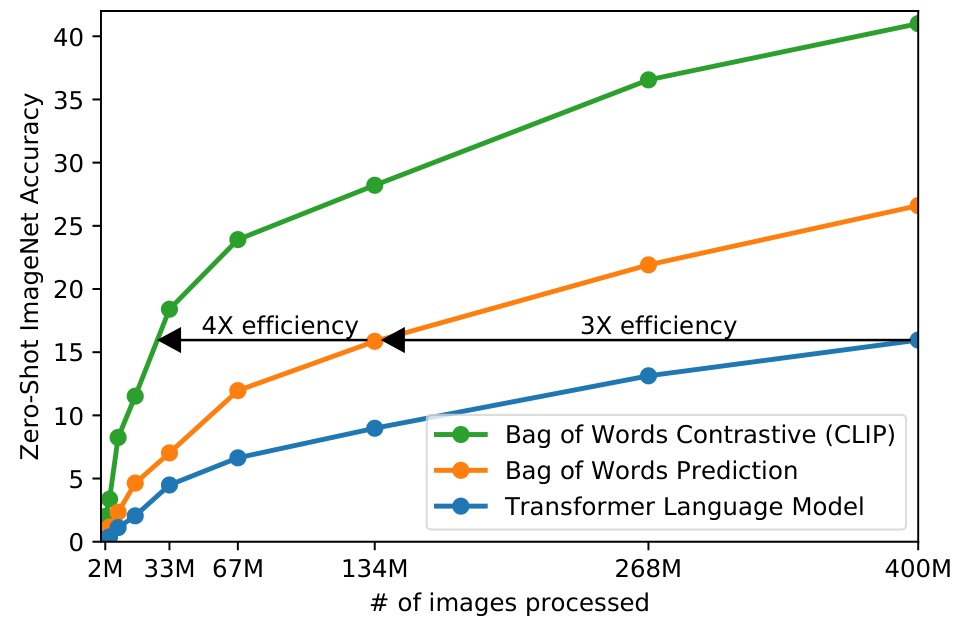 Zero-Shot ImageNet Accuracy
40
35
30
25
20
15
10
5
0
4X efficiency
3X efficiency
Bag of Words Contrastive (CLIP)
Bag of Words Prediction
Transformer Language Model
2M 33M 67M 134M 268M 400M
# of images processed